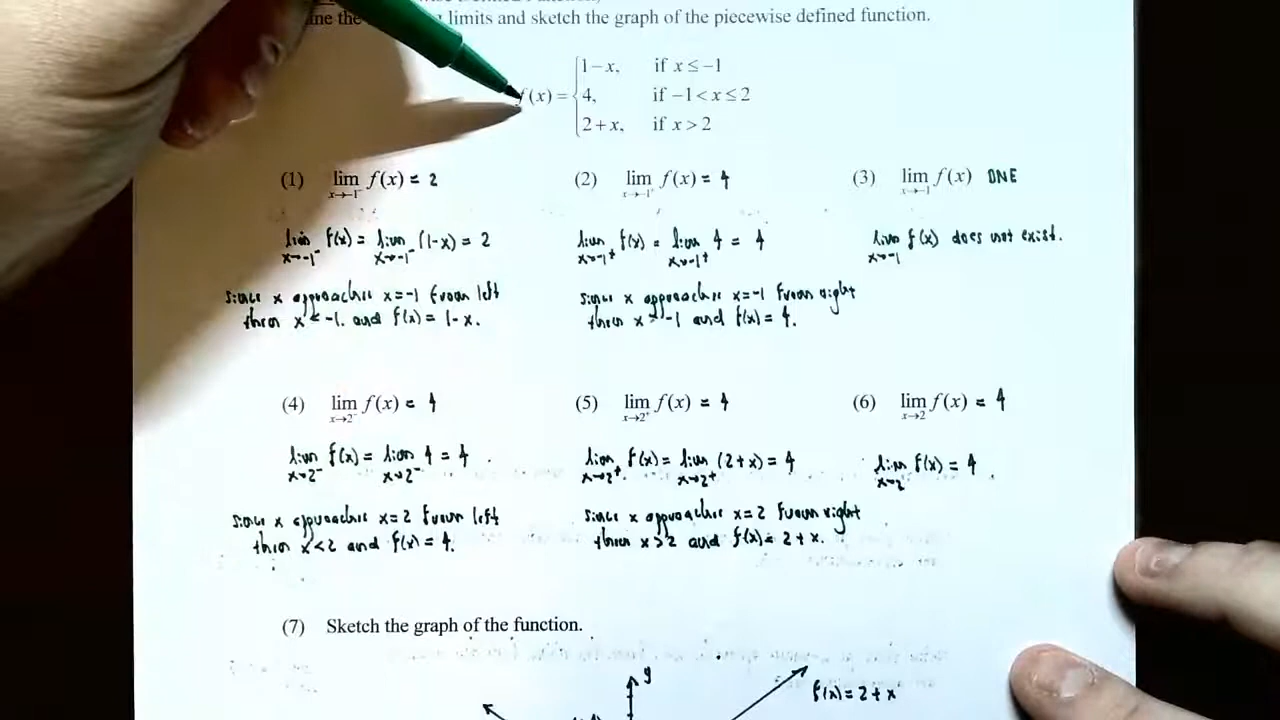 limits and sketch the graph of the piecewise defined function.
f(x) = { 1−x, if x ≤ −1
4, if −1 < x ≤ 2
2+x, if x > 2
(1) lim x→−1⁻ f(x) = 2 (2) lim x→−1⁺ f(x) = 4 (3) lim x→−1 f(x) DNE
lim x→−1⁻ f(x) = lim x→−1⁻ (1-x) = 2 lim x→−1⁺ f(x) = lim x→−1⁺ 4 = 4 lim x→−1 f(x) does not exist.
Since x approaches x=-1 from left Since x approaches x=-1 from right
then x < -1. and f(x) = 1-x. then x > -1 and f(x) = 4.
(4) lim x→2⁻ f(x) = 4 (5) lim x→2⁺ f(x) = 4 (6) lim x→2 f(x) = 4
lim x→2⁻ f(x) = lim x→2⁻ 4 = 4 . lim x→2⁺ f(x) = lim x→2⁺ (2+x) = 4 lim x→2 f(x) = 4 .
Since x approaches x=2 from left Since x approaches x=2 from right
then x<2 and f(x) = 4. then x>2 and f(x) = 2+x.
(7) Sketch the graph of the function.
y
f(x) = 2+x